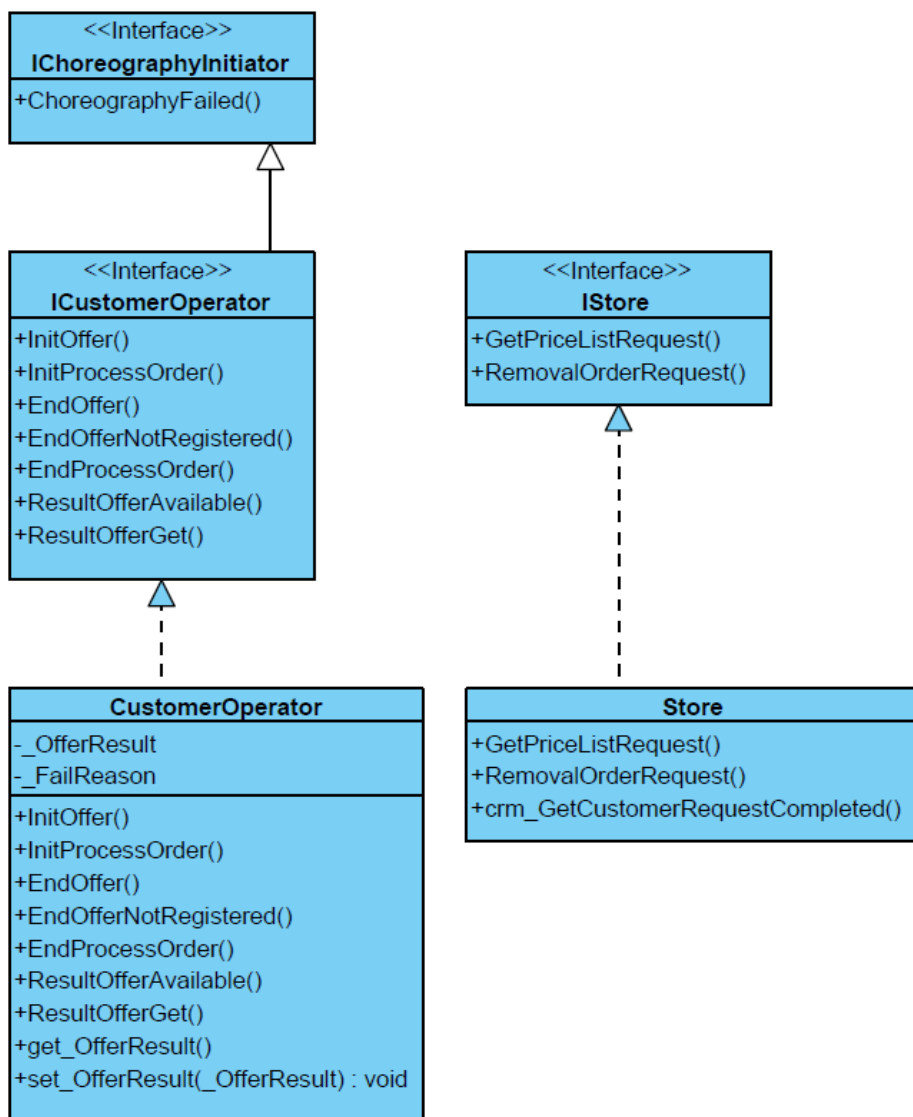 <<Interface>>
IChoreographyInitiator
+ChoreographyFailed()
<<Interface>>
ICustomerOperator
+InitOffer()
+InitProcessOrder()
+EndOffer()
+EndOfferNotRegistered()
+EndProcessOrder()
+ResultOfferAvailable()
+ResultOfferGet()
<<Interface>>
IStore
+GetPriceListRequest()
+RemovalOrderRequest()
CustomerOperator
-_OfferResult
-_FailReason
+InitOffer()
+InitProcessOrder()
+EndOffer()
+EndOfferNotRegistered()
+EndProcessOrder()
+ResultOfferAvailable()
+ResultOfferGet()
+get_OfferResult()
+set_OfferResult(_OfferResult) : void
Store
+GetPriceListRequest()
+RemovalOrderRequest()
+crm_GetCustomerRequestCompleted()